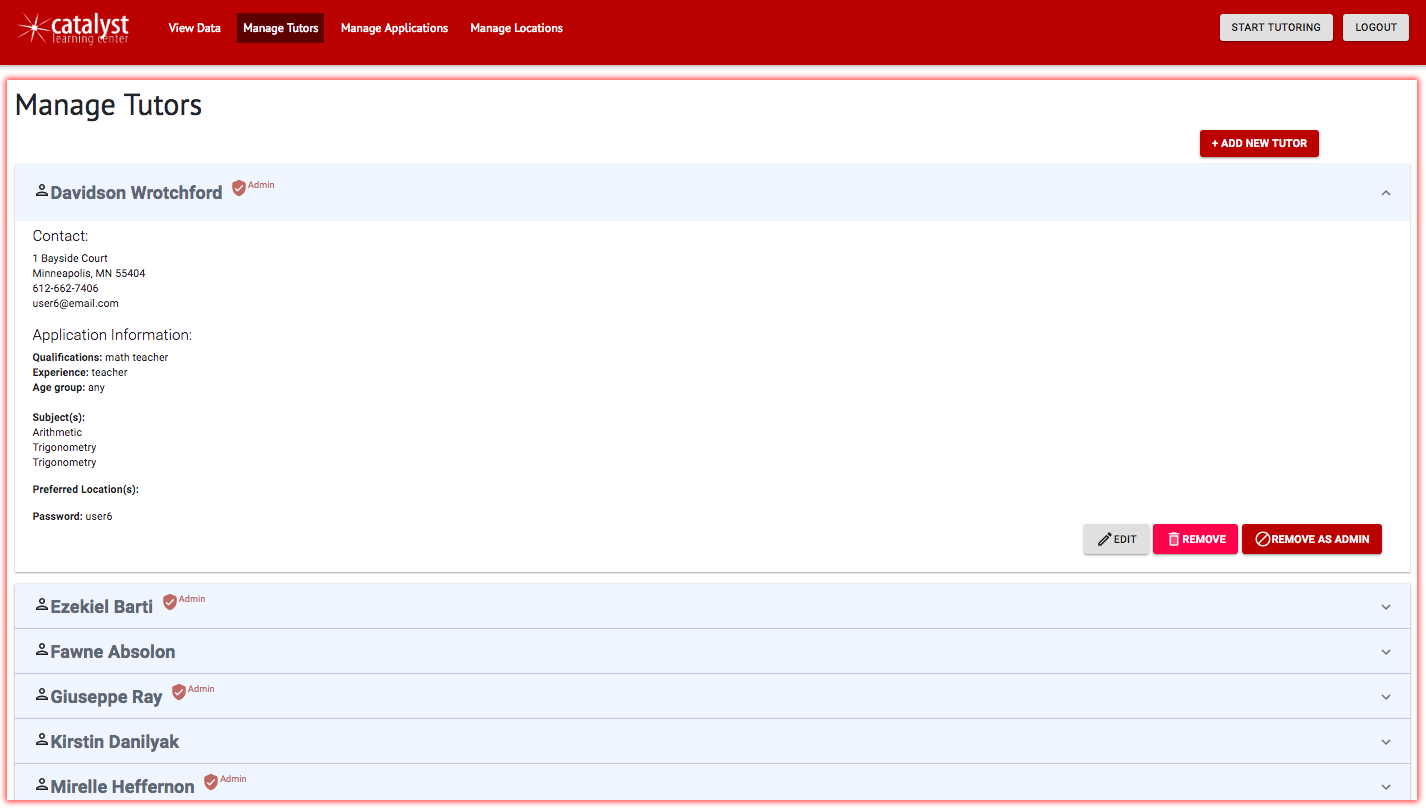 catalyst
learning center
View Data
Manage Tutors
Manage Applications
Manage Locations
START TUTORING
LOGOUT
Manage Tutors
+ ADD NEW TUTOR
Davidson Wrotchford Admin
Contact:
1 Bayside Court
Minneapolis, MN 55404
612-662-7406
user6@email.com
Application Information:
Qualifications: math teacher
Experience: teacher
Age group: any
Subject(s):
Arithmetic
Trigonometry
Trigonometry
Preferred Location(s):
Password: user6
EDIT
REMOVE
REMOVE AS ADMIN
Ezekiel Barti Admin
Fawne Absolon
Giuseppe Ray Admin
Kirstin Danilyak
Mirelle Heffernon Admin